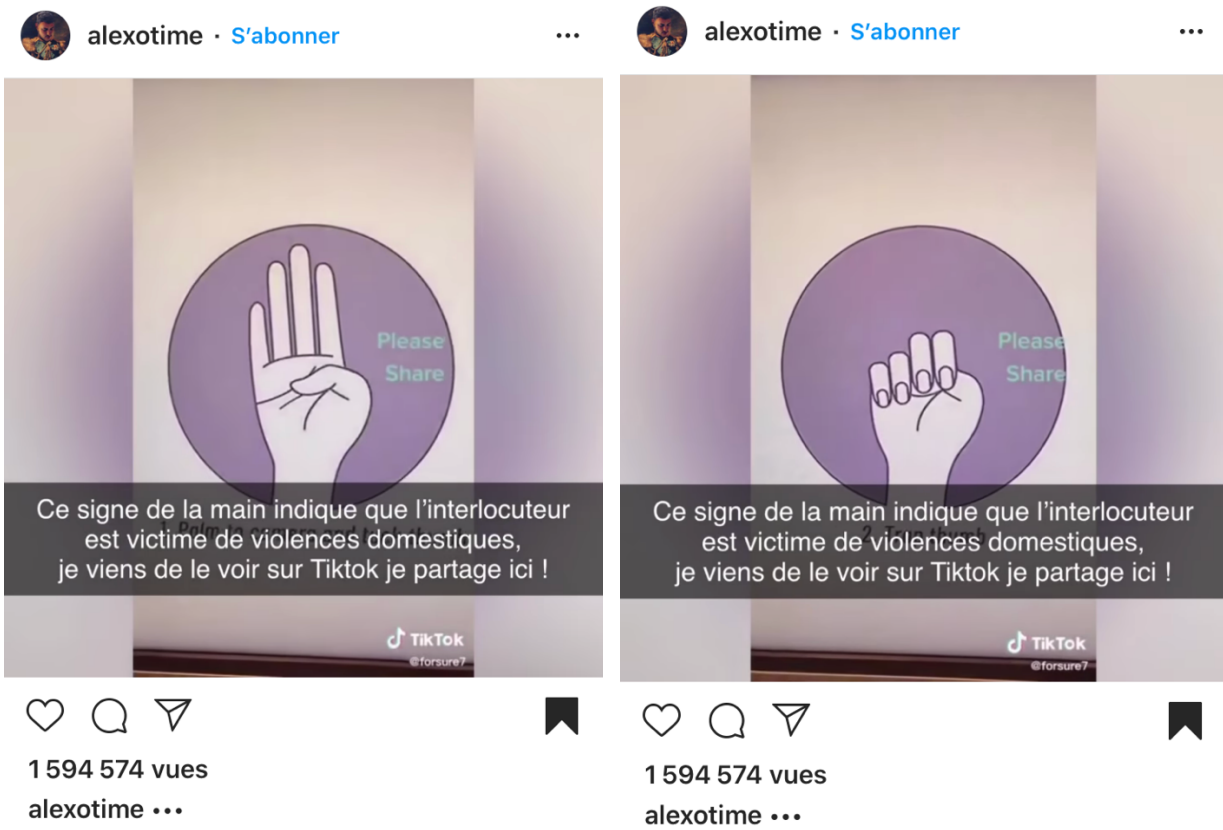 alexotime · S'abonner
Please
Share
Ce signe de la main indique que l'interlocuteur
est victime de violences domestiques,
je viens de le voir sur Tiktok je partage ici !
TikTok
@forsure7
1 594 574 vues
alexotime •••
alexotime · S'abonner
Please
Share
Ce signe de la main indique que l'interlocuteur
est victime de violences domestiques,
je viens de le voir sur Tiktok je partage ici !
TikTok
@forsure7
1 594 574 vues
alexotime •••